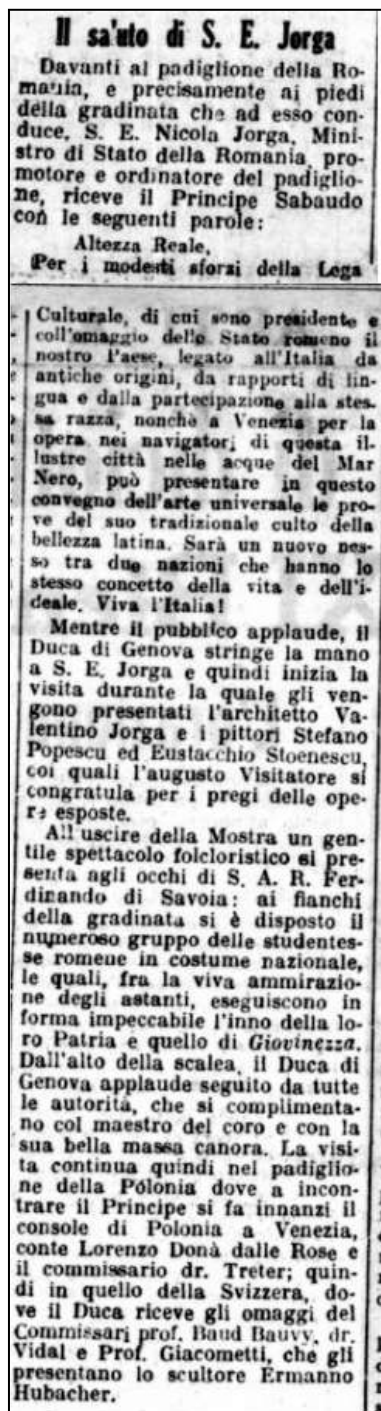 Il sa'uto di S. E. Jorga
Davanti al padiglione della Ro-
mania, e precisamente ai piedi
della gradinata che ad esso con-
duce, S. E. Nicola Jorga, Mini-
stro di Stato della Romania, pro-
motore e ordinatore del padiglio-
ne, riceve il Principe Sabaudo
con le seguenti parole:
Altezza Reale,
Per i modesti sforzi della Lega
Culturale, di cui sono presidente e
coll'omaggio dello Stato romeno il
nostro Paese, legato all'Italia da
antiche origini, da rapporti di lin-
gua e dalla partecipazione alla stes-
sa razza, nonchè a Venezia per la
opera nei navigatori di questa il-
lustre città nelle acque del Mar
Nero, può presentare in questo
convegno dell'arte universale le pro-
ve del suo tradizionale culto della
bellezza latina. Sarà un nuovo nes-
so tra due nazioni che hanno lo
stesso concetto della vita e dell'i-
deale. Viva l'Italia!
Mentre il pubblico applaude, il
Duca di Genova stringe la mano
a S. E. Jorga e quindi inizia la
visita durante la quale gli ven-
gono presentati l'architetto Va-
lentino Jorga e i pittori Stefano
Popescu ed Eustacchio Stoenescu,
coi quali l'augusto Visitatore si
congratula per i pregi delle ope-
re esposte.
All'uscire della Mostra un gen-
tile spettacolo folcloristico si pre-
senta agli occhi di S. A. R. Fer-
dinando di Savoia: ai fianchi
della gradinata si è disposto il
numeroso gruppo delle studentes-
se romene in costume nazionale,
le quali, fra la viva ammirazio-
ne degli astanti, eseguiscono in
forma impeccabile l'inno della lo-
ro Patria e quello di Giovinezza.
Dall'alto della scalea, il Duca di
Genova applaude seguito da tutte
le autorità, che si complimenta-
no col maestro del coro e con la
sua bella massa canora. La visi-
ta continua quindi nel padiglio-
ne della Polonia dove a incon-
trare il Principe si fa innanzi il
console di Polonia a Venezia,
conte Lorenzo Donà dalle Rose e
il commissario dr. Treter; quin-
di in quello della Svizzera, do-
ve il Duca riceve gli omaggi del
Commissari prof. Baud Bauvy, dr.
Vidal e Prof. Giacometti, che gli
presentano lo scultore Ermanno
Hubacher.